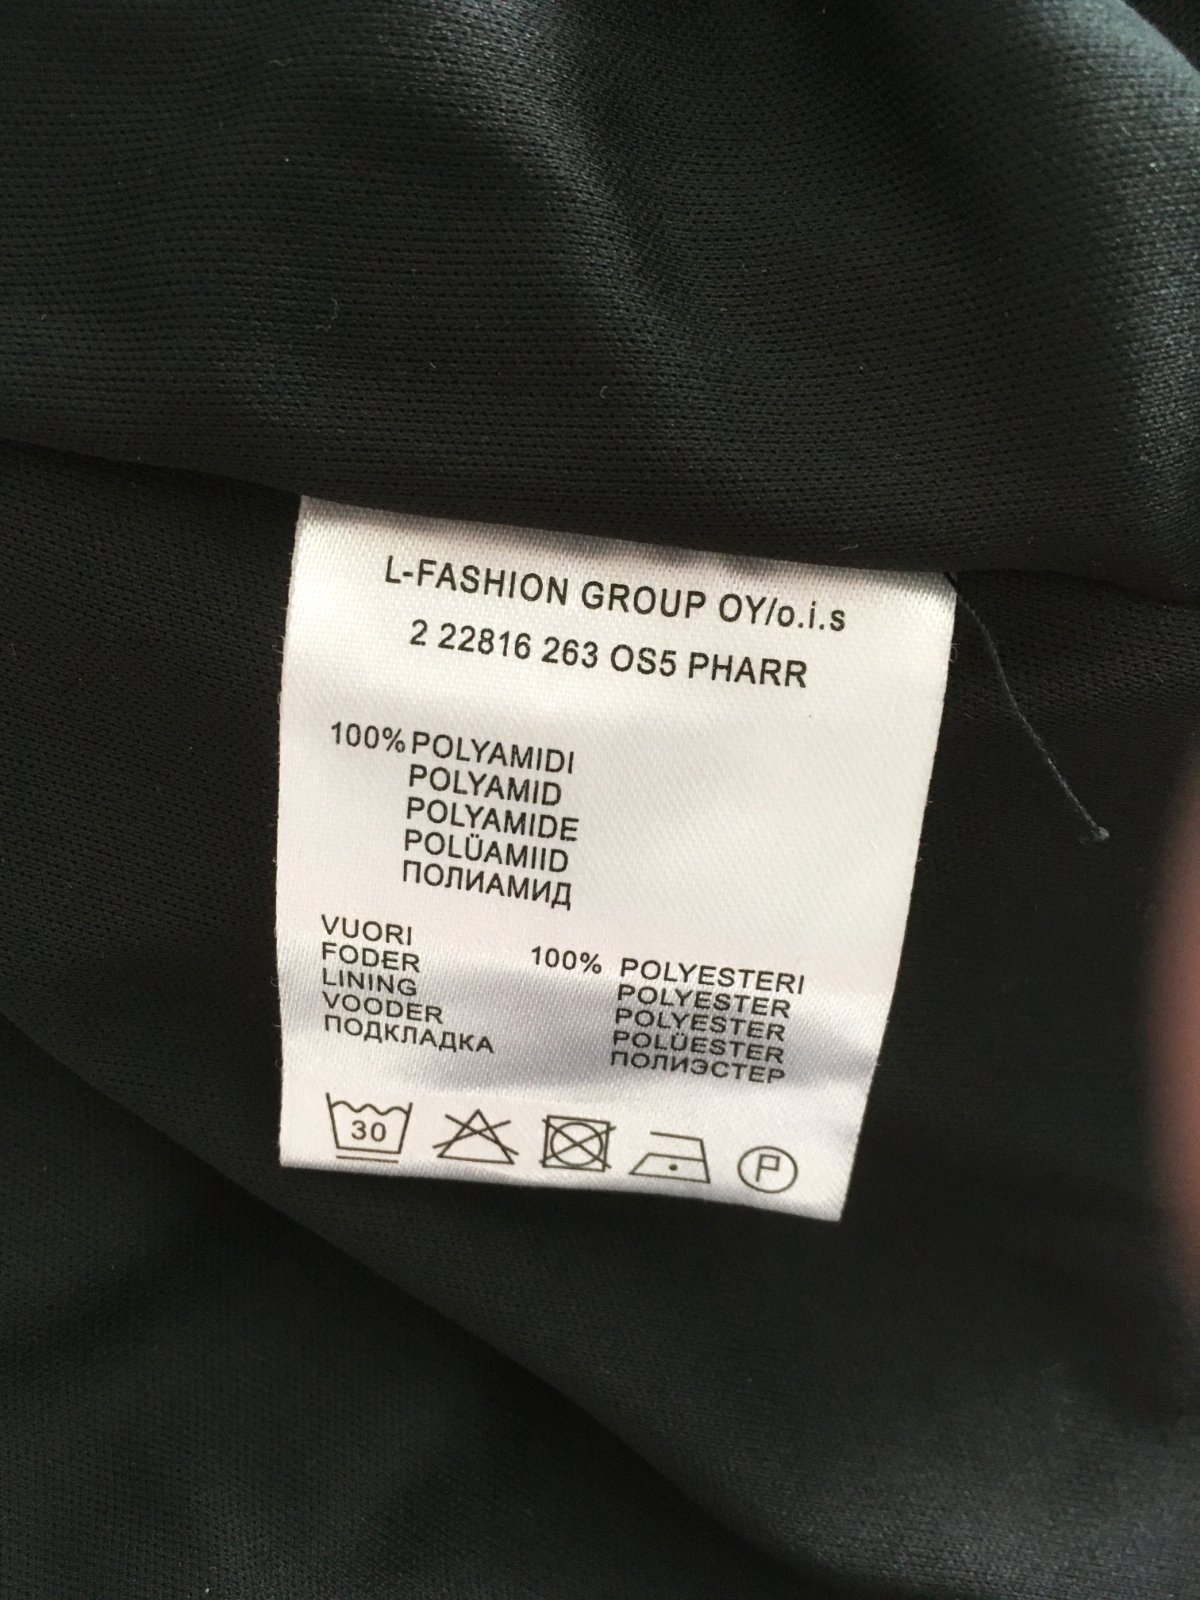 L-FASHION GROUP OY/o.i.s
2 22816 263 OS5 PHARR
100% POLYAMIDI
POLYAMID
POLYAMIDE
POLÜAMIID
ПОЛИАМИД
VUORI
FODER
LINING
VOODER
ПОДКЛАДКА
100% POLYESTERI
POLYESTER
POLYESTER
POLÜESTER
ПОЛИЭСТЕР
30
P